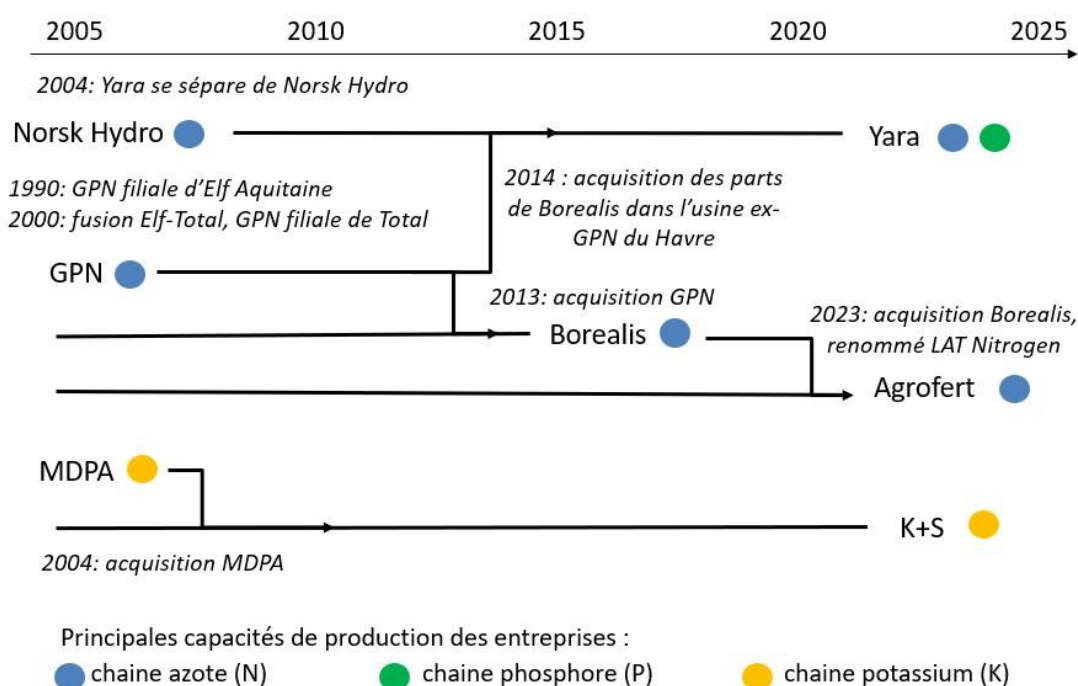 2005 2010 2015 2020 2025
2004: Yara se sépare de Norsk Hydro
Norsk Hydro
Yara
1990: GPN filiale d’Elf Aquitaine
2000: fusion Elf-Total, GPN filiale de Total
2014 : acquisition des parts
de Borealis dans l’usine ex-
GPN du Havre
GPN
2013: acquisition GPN
Borealis
2023: acquisition Borealis,
renommé LAT Nitrogen
Agrofert
MDPA
K+S
2004: acquisition MDPA
Principales capacités de production des entreprises :
chaine azote (N) chaine phosphore (P) chaine potassium (K)